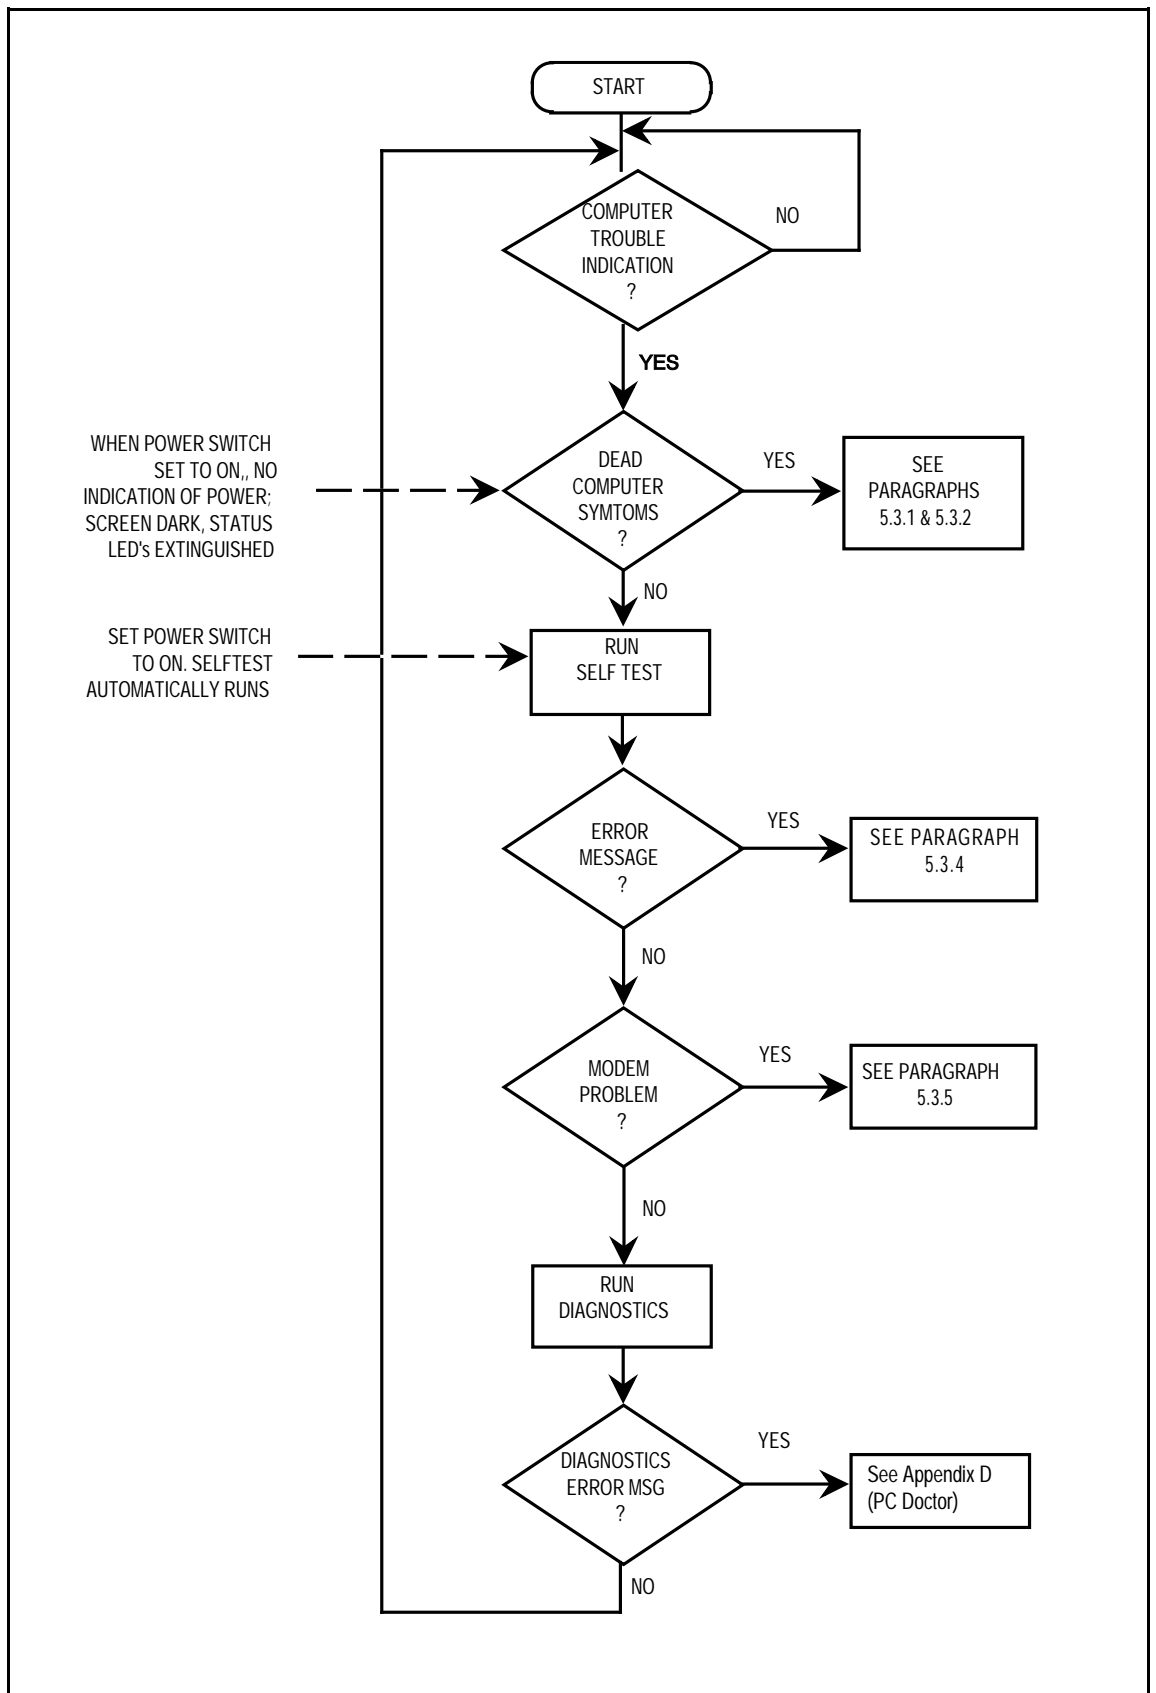 START
COMPUTER
TROUBLE
INDICATION
?
NO
YES
WHEN POWER SWITCH
SET TO ON,, NO
INDICATION OF POWER;
SCREEN DARK, STATUS
LED's EXTINGUISHED
DEAD
COMPUTER
SYMTOMS
?
YES
SEE
PARAGRAPHS
5.3.1 & 5.3.2
NO
SET POWER SWITCH
TO ON. SELFTEST
AUTOMATICALLY RUNS
RUN
SELF TEST
ERROR
MESSAGE
?
YES
SEE PARAGRAPH
5.3.4
NO
MODEM
PROBLEM
?
YES
SEE PARAGRAPH
5.3.5
NO
RUN
DIAGNOSTICS
DIAGNOSTICS
ERROR MSG
?
YES
See Appendix D
(PC Doctor)
NO